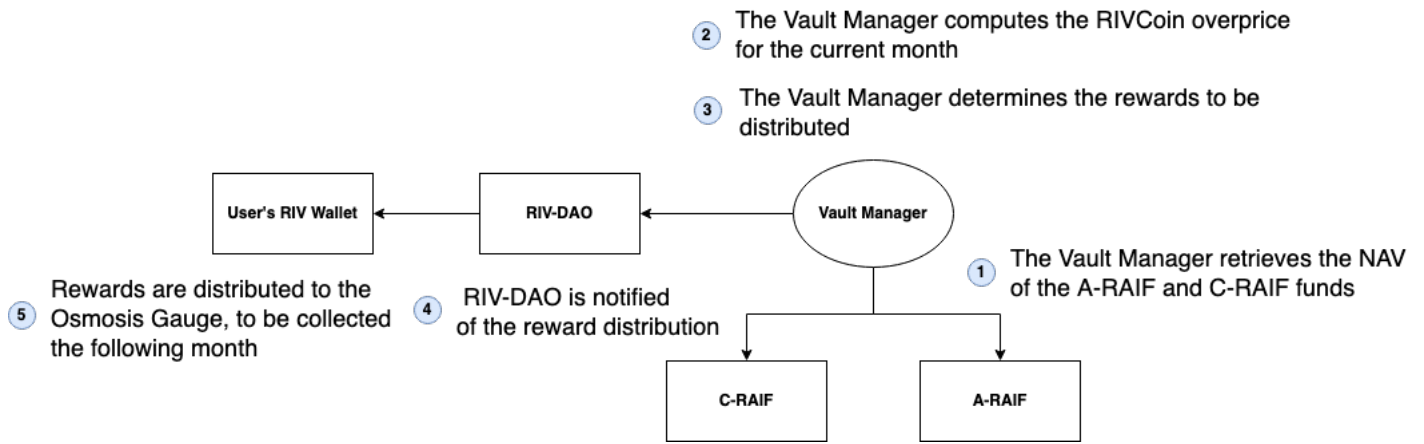 2
The Vault Manager computes the RIVCoin overprice
for the current month
3
The Vault Manager determines the rewards to be
distributed
User's RIV Wallet
RIV-DAO
Vault Manager
1
The Vault Manager retrieves the NAV
of the A-RAIF and C-RAIF funds
5
Rewards are distributed to the
Osmosis Gauge, to be collected
the following month
4
RIV-DAO is notified
of the reward distribution
C-RAIF
A-RAIF